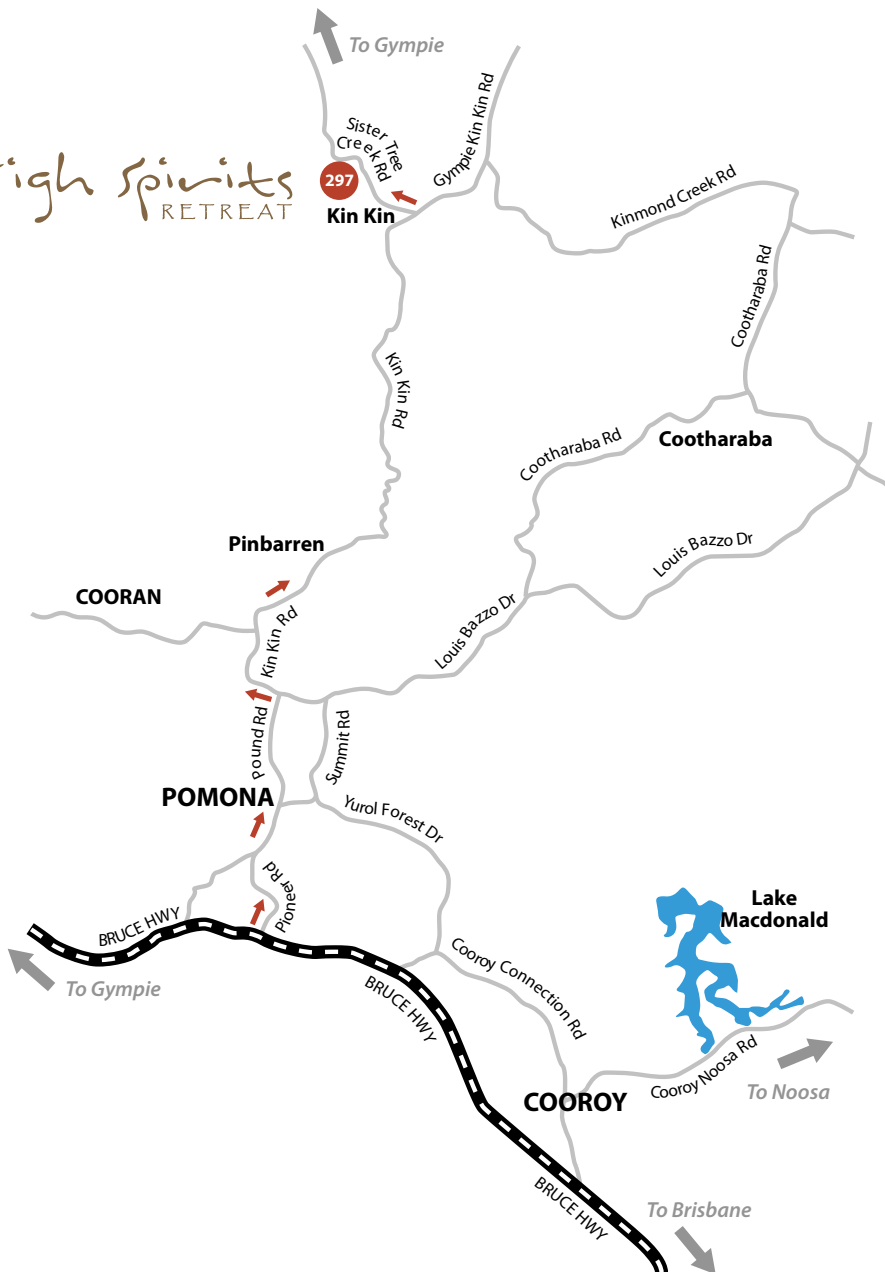 To Gympie
Sister Tree
Creek Rd
Gympie Kin Kin Rd
igh Spirits
RETREAT
297
Kin Kin
Kinmond Creek Rd
Cootharaba Rd
Kin Kin Rd
Cootharaba Rd
Cootharaba
Pinbarren
Louis Bazzo Dr
COORAN
Kin Kin Rd
Louis Bazzo Dr
Pound Rd
Summit Rd
POMONA
Yurol Forest Dr
Pioneer Rd
Lake
Macdonald
BRUCE HWY
To Gympie
Cooroy Connection Rd
BRUCE HWY
Cooroy Noosa Rd
To Noosa
COOROY
BRUCE HWY
To Brisbane